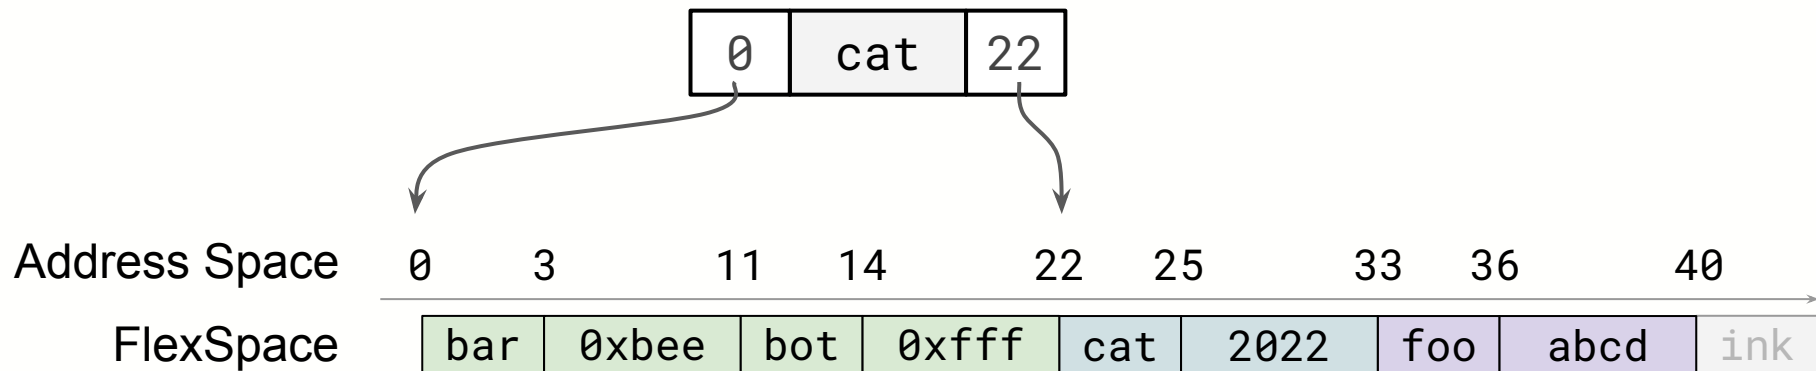 0 cat 22
Address Space 0 3 11 14 22 25 33 36 40
FlexSpace bar 0xbee bot 0xfff cat 2022 foo abcd ink